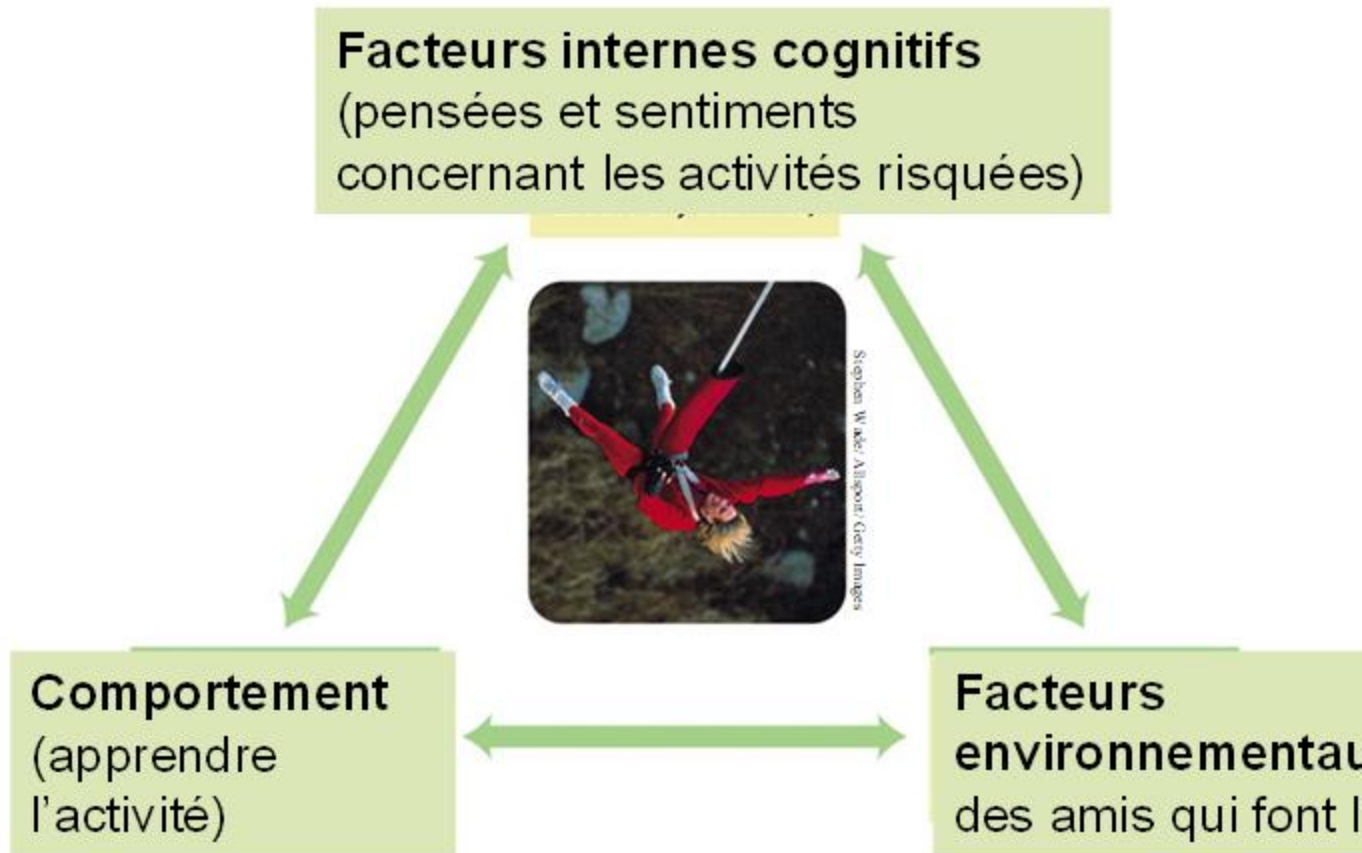 Facteurs internes cognitifs
(pensées et sentiments
concernant les activités risquées)
Stephen Wade/ Allsport/ Getty Images
Comportement
(apprendre
l'activité)
Facteurs
environnementau
des amis qui font l